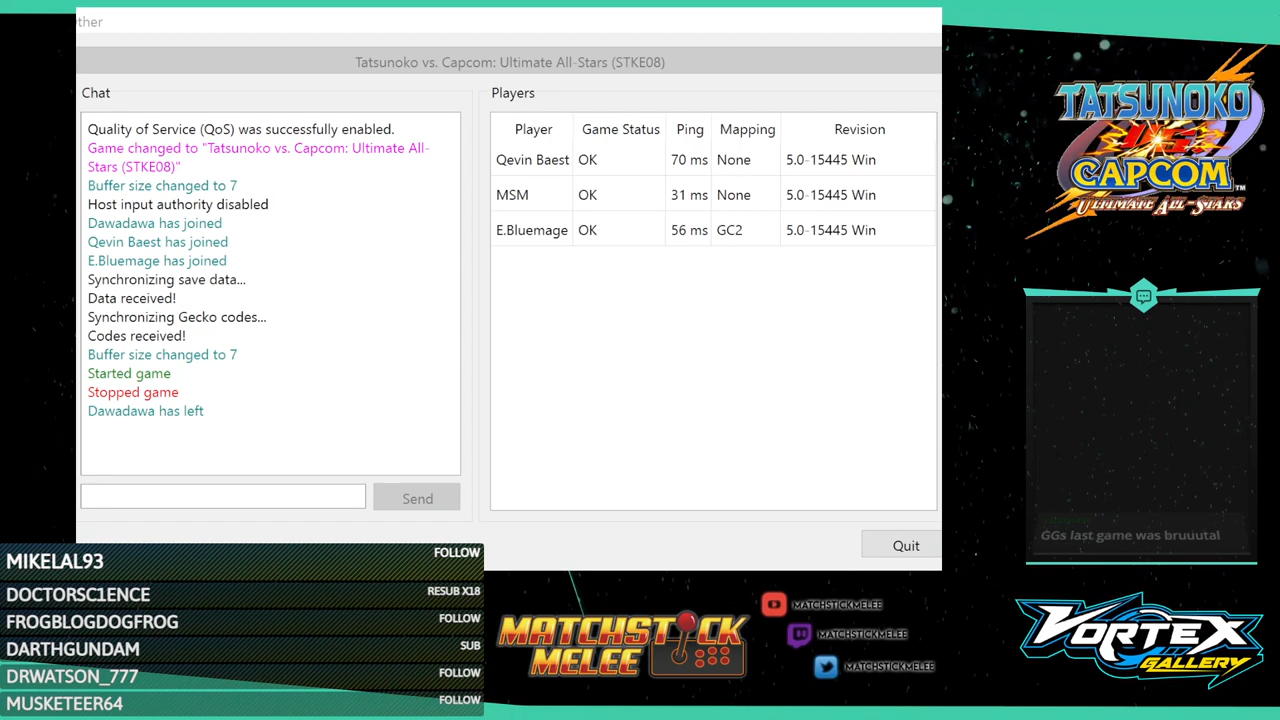 ther
Tatsunoko vs. Capcom: Ultimate All-Stars (STKE08)
Chat
Quality of Service (QoS) was successfully enabled.
Game changed to "Tatsunoko vs. Capcom: Ultimate All-
Stars (STKE08)"
Buffer size changed to 7
Host input authority disabled
Dawadawa has joined
Qevin Baest has joined
E.Bluemage has joined
Synchronizing save data...
Data received!
Synchronizing Gecko codes...
Codes received!
Buffer size changed to 7
Started game
Stopped game
Dawadawa has left
Send
Players
Player Game Status Ping Mapping Revision
Qevin Baest OK 70 ms None 5.0-15445 Win
MSM OK 31 ms None 5.0-15445 Win
E.Bluemage OK 56 ms GC2 5.0-15445 Win
Quit
TATSUNOKO
VS.
CAPCOM
TM
ULTIMATE ALL-STARS
GGs last game was bruuutal
MIKELAL93 FOLLOW
DOCTORSC1ENCE RESUB X18
FROGBLOGDOGFROG FOLLOW
DARTHGUNDAM SUB
DRWATSON_777 FOLLOW
MUSKETEER64 FOLLOW
MATCHSTICK
MELEE
MATCHSTICKMELEE
MATCHSTICKMELEE
MATCHSTICKMELEE
VORTEX
GALLERY